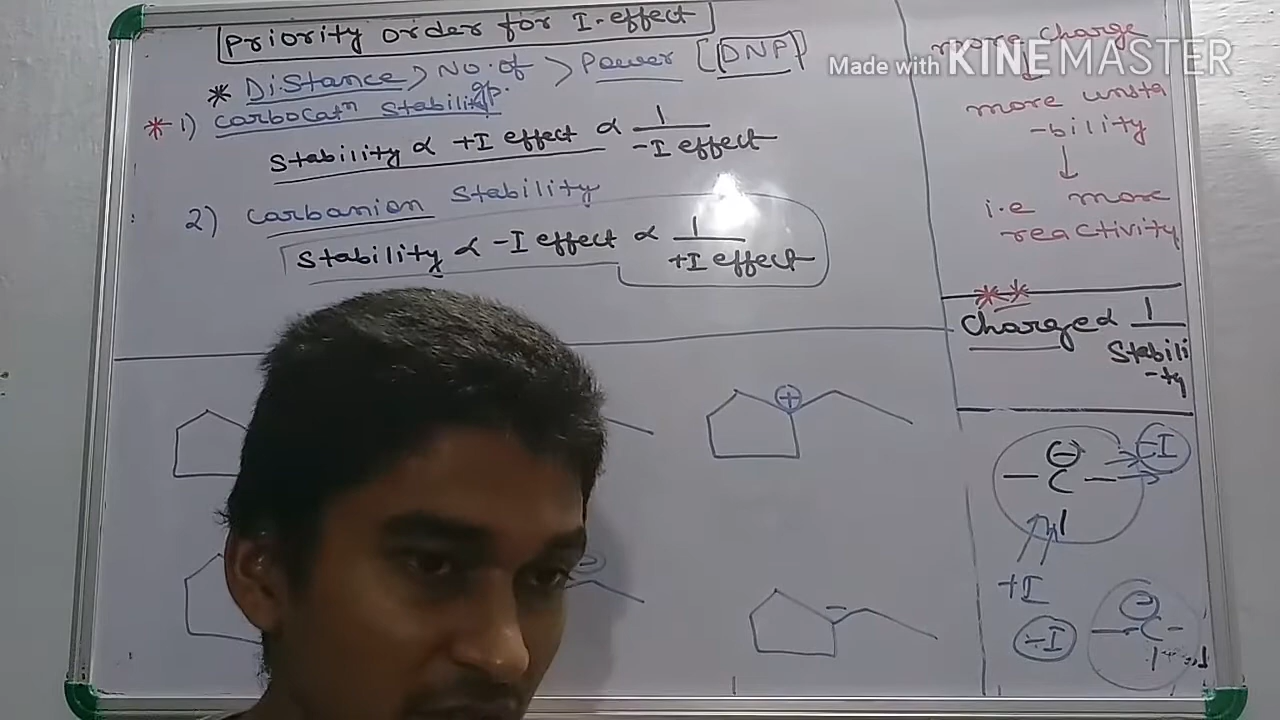 Priority order for I-effect
* Distance > No. of gp. > Power [DNP]
* 1) Carbocatⁿ Stability
Stability ∝ +I effect ∝ 1/-I effect
2) Carbanion Stability
Stability ∝ -I effect ∝ 1/+I effect
more charge
↓
more unsta
-bility
↓
i.e more
reactivity
**
Charge ∝ 1/Stabili
-ty
⊕
⊖
–
⊖ -I
- C -
+I
-I
⊖
- C -
Made with KINEMASTER